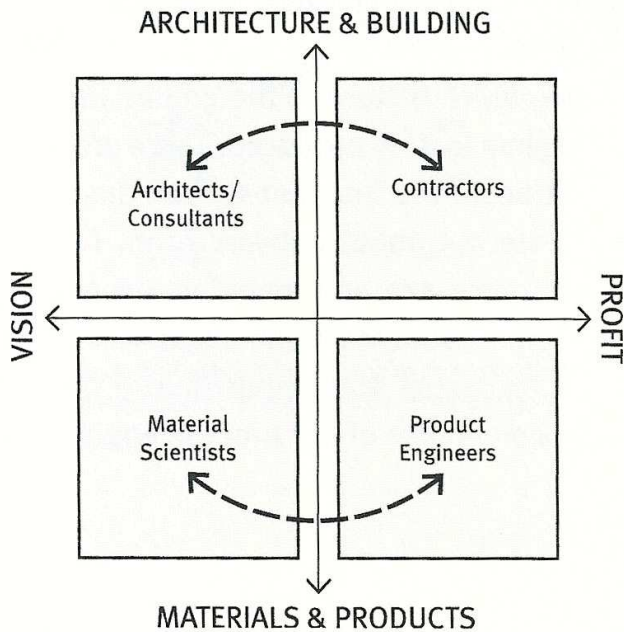 ARCHITECTURE & BUILDING
Architects/
Consultants
Contractors
VISION
PROFIT
Material
Scientists
Product
Engineers
MATERIALS & PRODUCTS